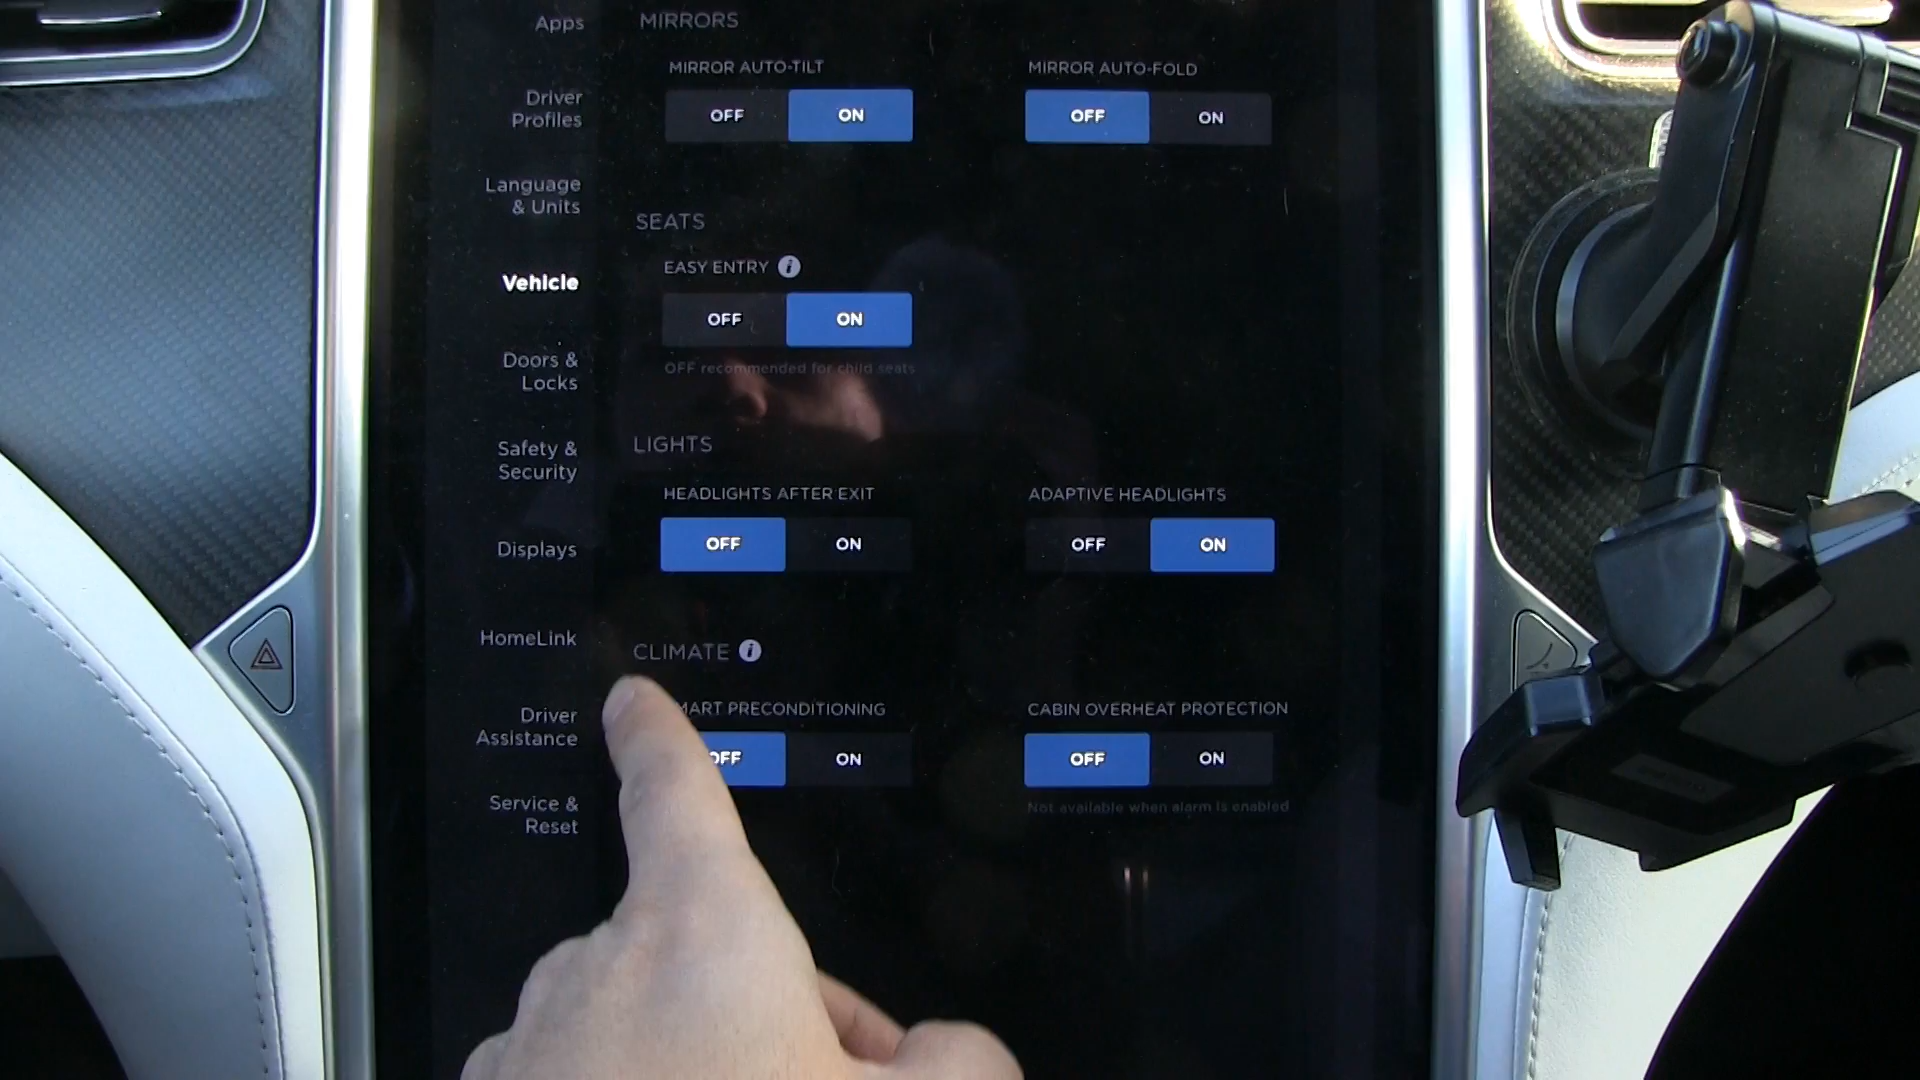 Apps
Driver
Profiles
Language
& Units
Vehicle
Doors &
Locks
Safety &
Security
Displays
HomeLink
Driver
Assistance
Service &
Reset
MIRRORS
MIRROR AUTO-TILT
OFF ON
MIRROR AUTO-FOLD
OFF ON
SEATS
EASY ENTRY i
OFF ON
OFF recommended for child seats
LIGHTS
HEADLIGHTS AFTER EXIT
OFF ON
ADAPTIVE HEADLIGHTS
OFF ON
CLIMATE i
MART PRECONDITIONING
OFF ON
CABIN OVERHEAT PROTECTION
OFF ON
Not available when alarm is enabled